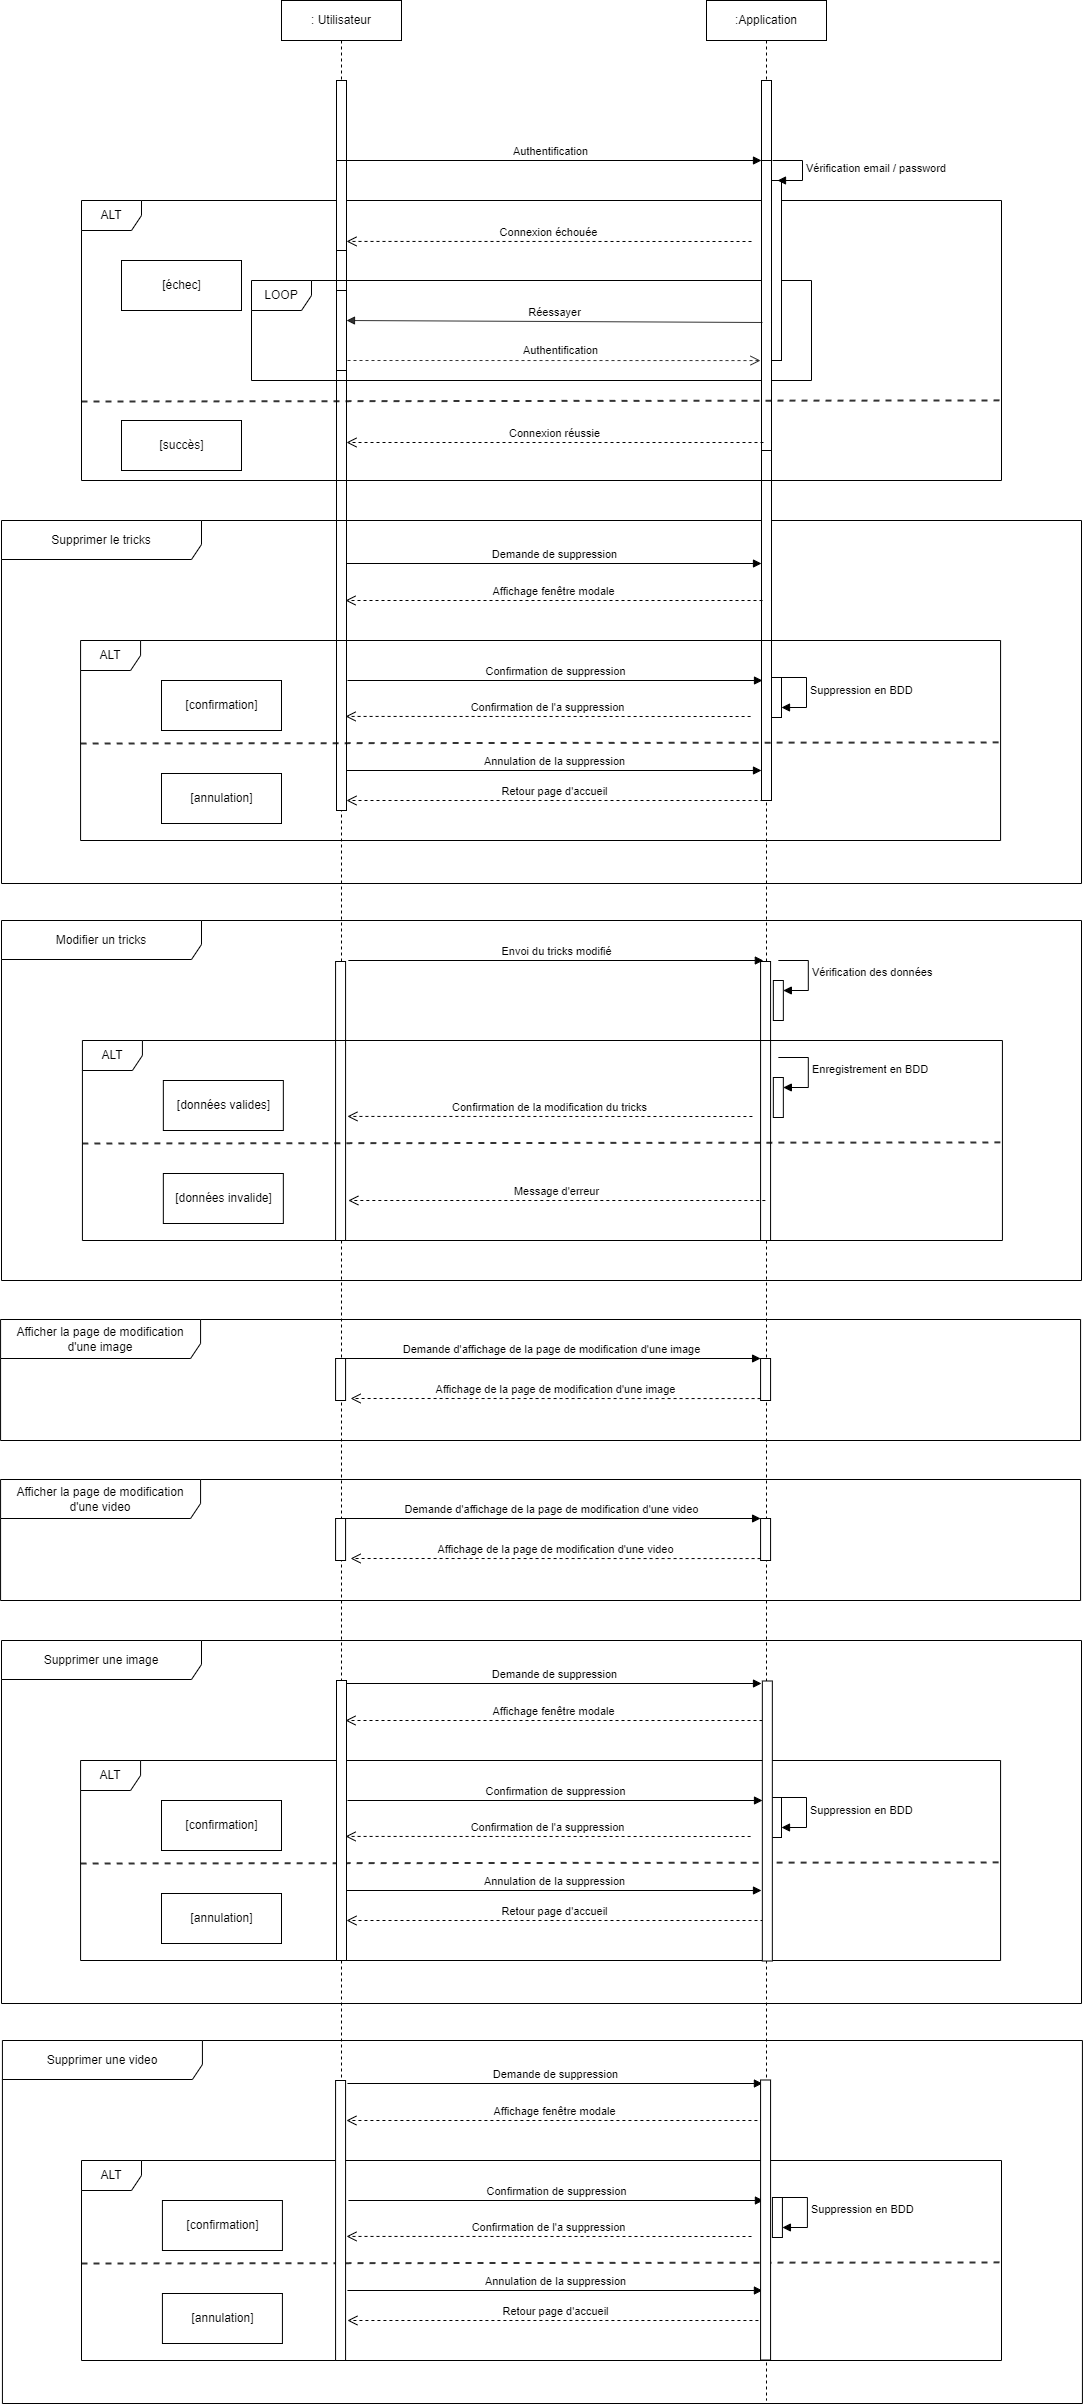 : Utilisateur
:Application
Authentification
Vérification email / password
ALT
Connexion échouée
[échec]
LOOP
Réessayer
Authentification
Connexion réussie
[succès]
Supprimer le tricks
Demande de suppression
Affichage fenêtre modale
ALT
Confirmation de suppression
Suppression en BDD
[confirmation]
Confirmation de l'a suppression
Annulation de la suppression
Retour page d'accueil
[annulation]
Modifier un tricks
Envoi du tricks modifié
Vérification des données
ALT
Enregistrement en BDD
[données valides]
Confirmation de la modification du tricks
Message d'erreur
[données invalide]
Afficher la page de modification
d'une image
Demande d'affichage de la page de modification d'une image
Affichage de la page de modification d'une image
Afficher la page de modification
d'une video
Demande d'affichage de la page de modification d'une video
Affichage de la page de modification d'une video
Supprimer une image
Demande de suppression
Affichage fenêtre modale
ALT
Confirmation de suppression
Suppression en BDD
[confirmation]
Confirmation de l'a suppression
Annulation de la suppression
Retour page d'accueil
[annulation]
Supprimer une video
Demande de suppression
Affichage fenêtre modale
ALT
Confirmation de suppression
Suppression en BDD
[confirmation]
Confirmation de l'a suppression
Annulation de la suppression
Retour page d'accueil
[annulation]